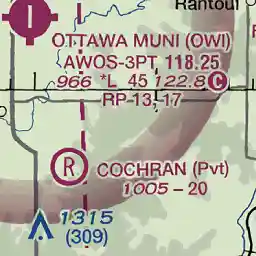 Rantoul
OTTAWA MUNI (OWI)
AWOS-3PT 118.25
966 *L 45 122.8 C
RP 13, 17
R
COCHRAN (Pvt)
1005 - 20
1315
(309)